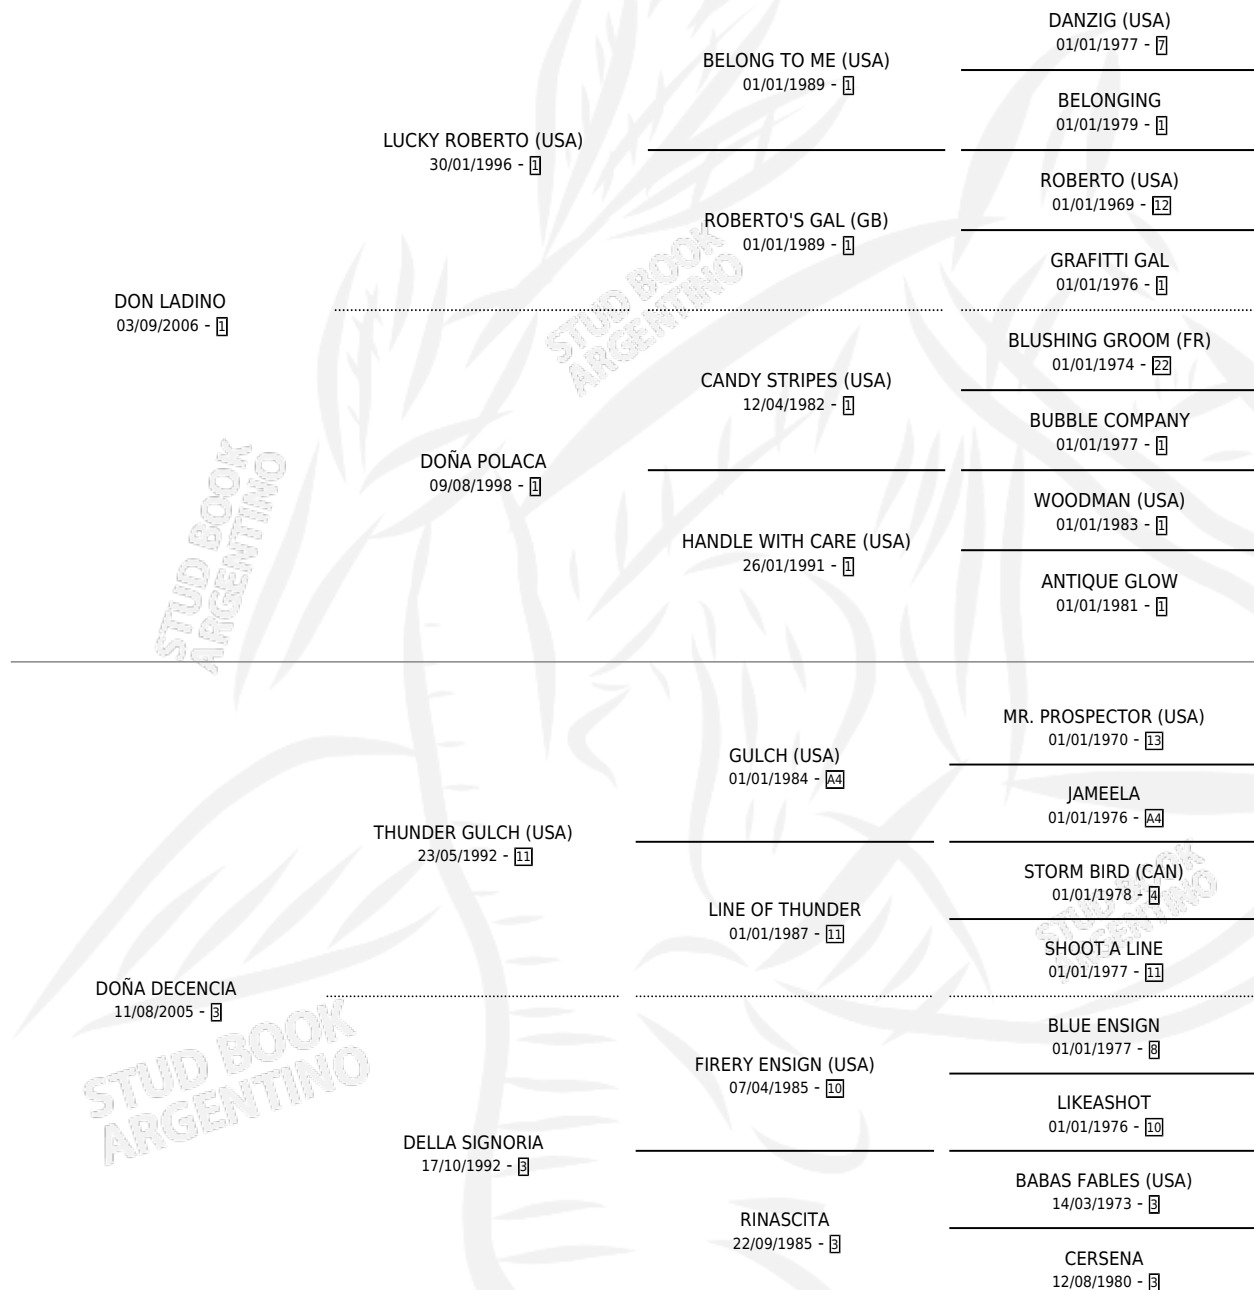 DANZIG (USA)
01/01/1977 - 7
BELONG TO ME (USA)
01/01/1989 - 1
BELONGING
01/01/1979 - 1
LUCKY ROBERTO (USA)
30/01/1996 - 1
ROBERTO (USA)
01/01/1969 - 12
ROBERTO'S GAL (GB)
01/01/1989 - 1
GRAFITTI GAL
01/01/1976 - 1
DON LADINO
03/09/2006 - 1
BLUSHING GROOM (FR)
01/01/1974 - 22
CANDY STRIPES (USA)
12/04/1982 - 1
BUBBLE COMPANY
01/01/1977 - 1
DOÑA POLACA
09/08/1998 - 1
WOODMAN (USA)
01/01/1983 - 1
HANDLE WITH CARE (USA)
26/01/1991 - 1
ANTIQUE GLOW
01/01/1981 - 1
STUD BOOK
ARGENTINO
STUD BOOK
ARGENTINO
MR. PROSPECTOR (USA)
01/01/1970 - 13
GULCH (USA)
01/01/1984 - A4
JAMEELA
01/01/1976 - A4
THUNDER GULCH (USA)
23/05/1992 - 11
STORM BIRD (CAN)
01/01/1978 - 4
LINE OF THUNDER
01/01/1987 - 11
SHOOT A LINE
01/01/1977 - 11
DOÑA DECENCIA
11/08/2005 - 3
BLUE ENSIGN
01/01/1977 - 8
FIRERY ENSIGN (USA)
07/04/1985 - 10
LIKEASHOT
01/01/1976 - 10
DELLA SIGNORIA
17/10/1992 - 3
BABAS FABLES (USA)
14/03/1973 - 3
RINASCITA
22/09/1985 - 3
CERSENA
12/08/1980 - 3
STUD BOOK
ARGENTINO
STUD BOOK
ARGENTINO